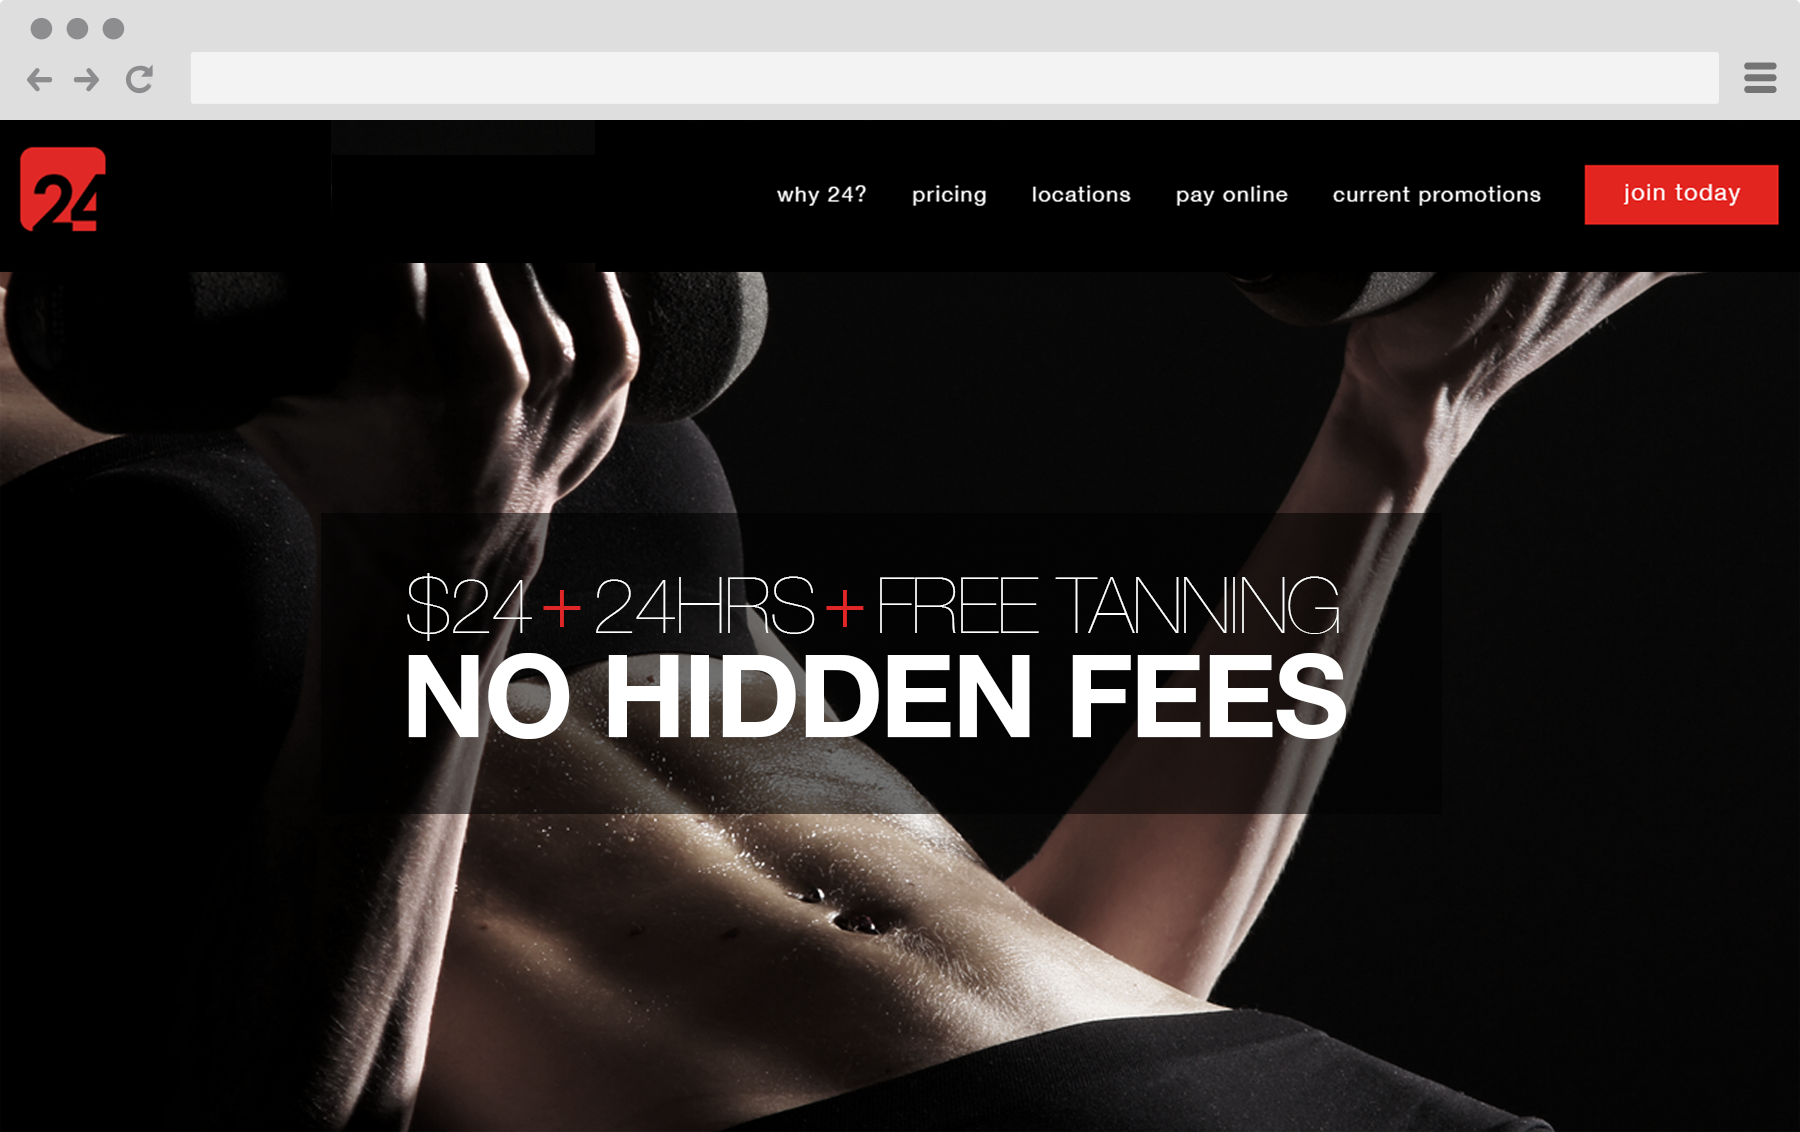 24
why 24? pricing locations pay online current promotions join today
$24 + 24HRS + FREE TANNING
NO HIDDEN FEES